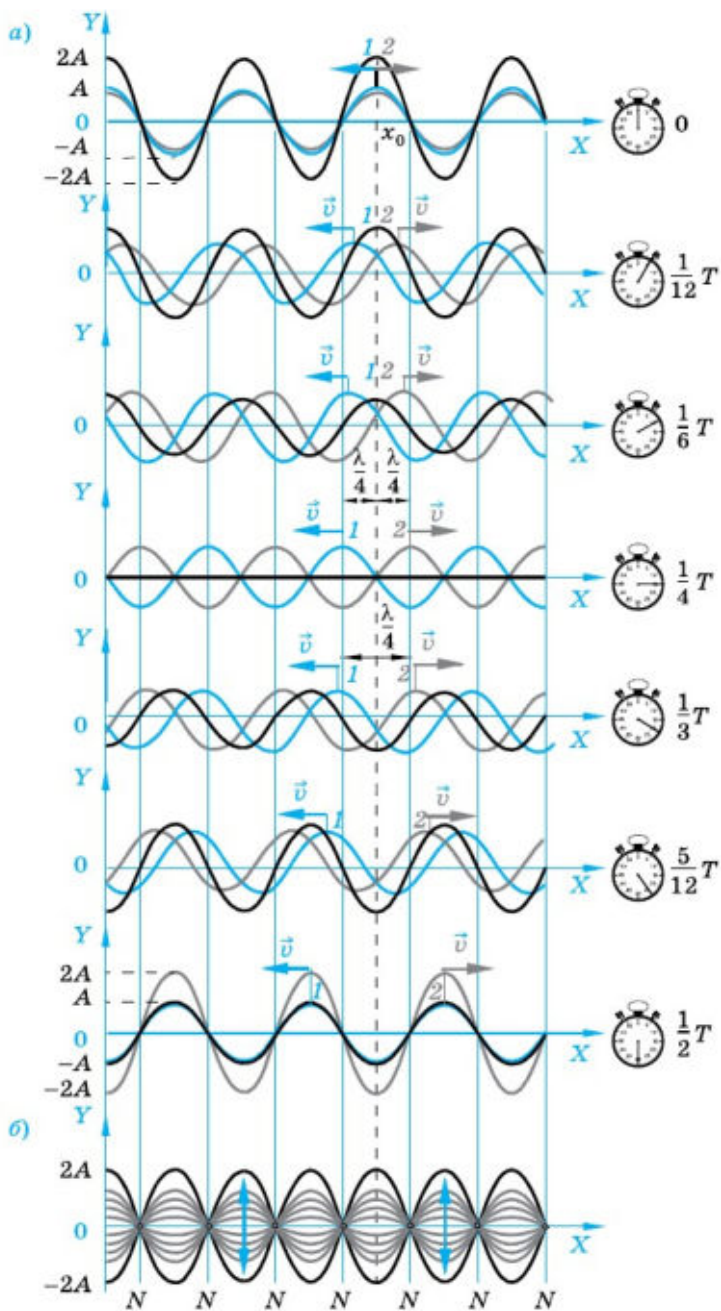 а)
Y
2A
A
0
−A
−2A
1 2
x₀
X
0
Y
v⃗ 1 2 v⃗
0
X
1/12 T
Y
v⃗ 1 2 v⃗
0
X
1/6 T
λ/4 λ/4
Y
v⃗ 1 2 v⃗
0
X
1/4 T
λ/4
Y
v⃗ 1 2 v⃗
0
X
1/3 T
Y
v⃗ 1 2 v⃗
0
X
5/12 T
Y
v⃗ 1 2 v⃗
2A
A
0
−A
−2A
X
1/2 T
б)
Y
2A
0
−2A
X
N N N N N N N